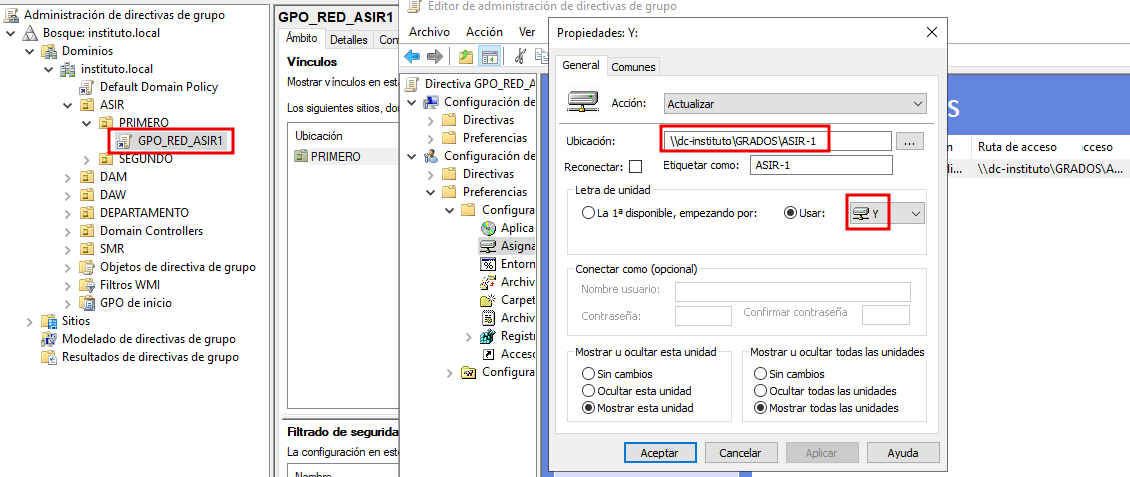 Administración de directivas de grupo
Bosque: instituto.local
Dominios
instituto.local
Default Domain Policy
ASIR
PRIMERO
GPO_RED_ASIR1
SEGUNDO
DAM
DAW
DEPARTAMENTO
Domain Controllers
SMR
Objetos de directiva de grupo
Filtros WMI
GPO de inicio
Sitios
Modelado de directivas de grupo
Resultados de directivas de grupo
GPO_RED_ASIR1
Ámbito Detalles Con
Vínculos
Mostrar vínculos en esta
Los siguientes sitios, do
Ubicación
PRIMERO
Filtrado de segurida
La configuración en est
Nombre
Editor de administración de directivas de grupo
Archivo Acción Ver
Directiva GPO_RED_A
Configuración de
Directivas
Preferencias
Configuración de
Directivas
Preferencias
Configura
Aplica
Asigna
Entorn
Archiv
Carpet
Archiv
Registr
Acceso
Configura
Propiedades: Y:
General Comunes
Acción: Actualizar
Ubicación: \\dc-instituto\GRADOS\ASIR-1 ...
Reconectar: Etiquetar como: ASIR-1
Letra de unidad
La 1ª disponible, empezando por: Usar: Y
Conectar como (opcional)
Nombre usuario:
Contraseña: Confirmar contraseña
Mostrar u ocultar esta unidad Mostrar u ocultar todas las unidades
Sin cambios Sin cambios
Ocultar esta unidad Ocultar todas las unidades
Mostrar esta unidad Mostrar todas las unidades
Aceptar Cancelar Aplicar Ayuda
s
Ruta de acceso cceso
di... \\dc-instituto\GRADOS\A...